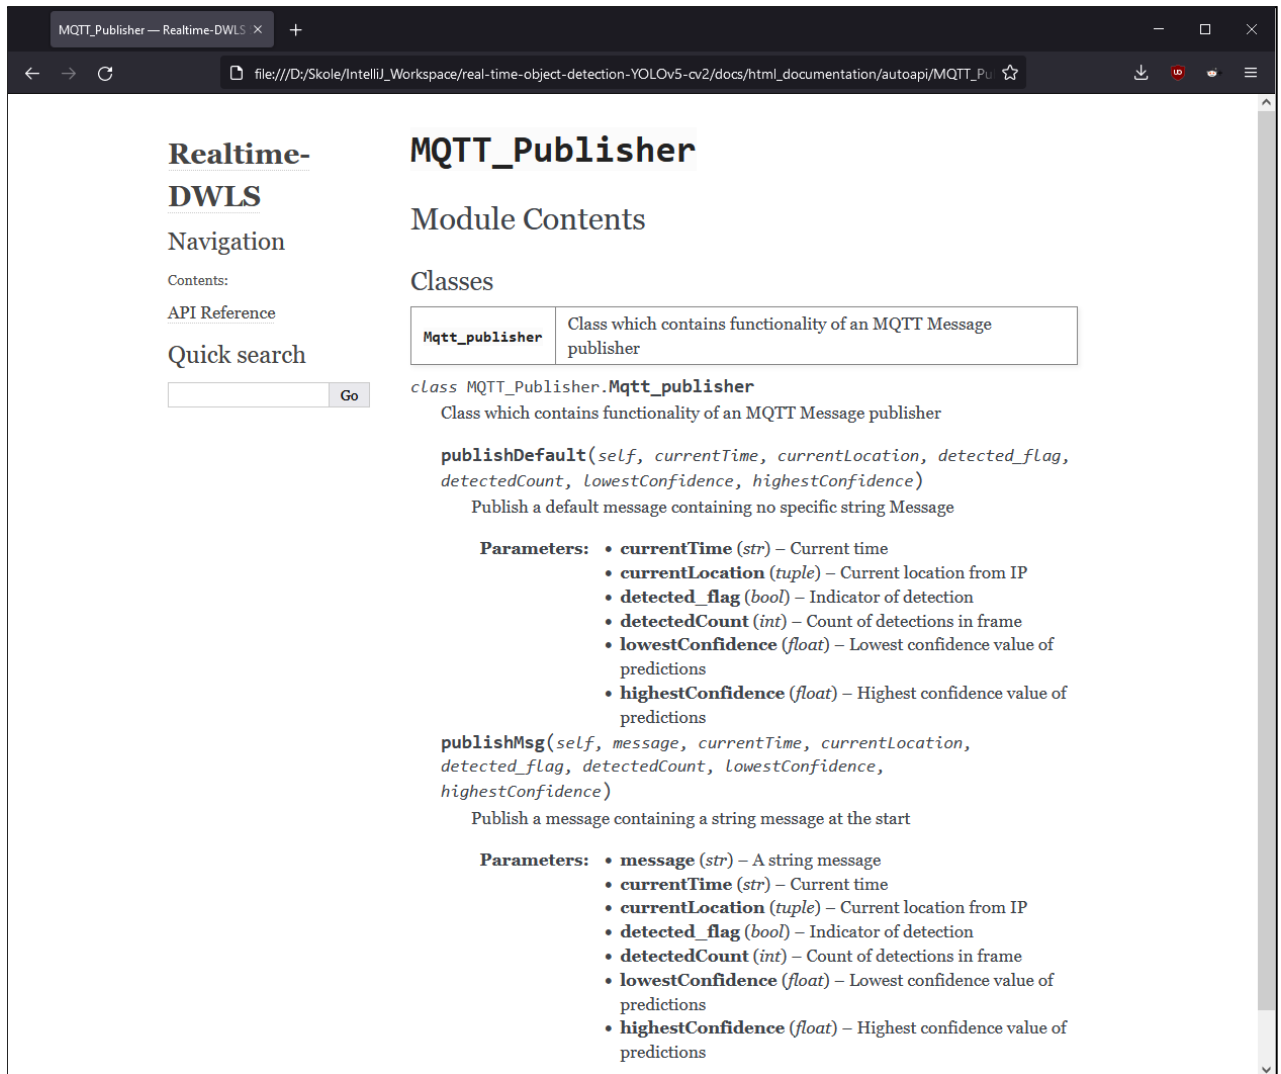 MQTT_Publisher — Realtime-DWLS
file:///D:/Skole/IntelliJ_Workspace/real-time-object-detection-YOLOv5-cv2/docs/html_documentation/autoapi/MQTT_Pu
Realtime-
DWLS
Navigation
Contents:
API Reference
Quick search
Go
MQTT_Publisher
Module Contents
Classes
Mqtt_publisher
Class which contains functionality of an MQTT Message
publisher
class MQTT_Publisher.Mqtt_publisher
Class which contains functionality of an MQTT Message publisher
publishDefault(self, currentTime, currentLocation, detected_flag,
detectedCount, lowestConfidence, highestConfidence)
Publish a default message containing no specific string Message
Parameters: • currentTime (str) – Current time
• currentLocation (tuple) – Current location from IP
• detected_flag (bool) – Indicator of detection
• detectedCount (int) – Count of detections in frame
• lowestConfidence (float) – Lowest confidence value of
predictions
• highestConfidence (float) – Highest confidence value of
predictions
publishMsg(self, message, currentTime, currentLocation,
detected_flag, detectedCount, lowestConfidence,
highestConfidence)
Publish a message containing a string message at the start
Parameters: • message (str) – A string message
• currentTime (str) – Current time
• currentLocation (tuple) – Current location from IP
• detected_flag (bool) – Indicator of detection
• detectedCount (int) – Count of detections in frame
• lowestConfidence (float) – Lowest confidence value of
predictions
• highestConfidence (float) – Highest confidence value of
predictions